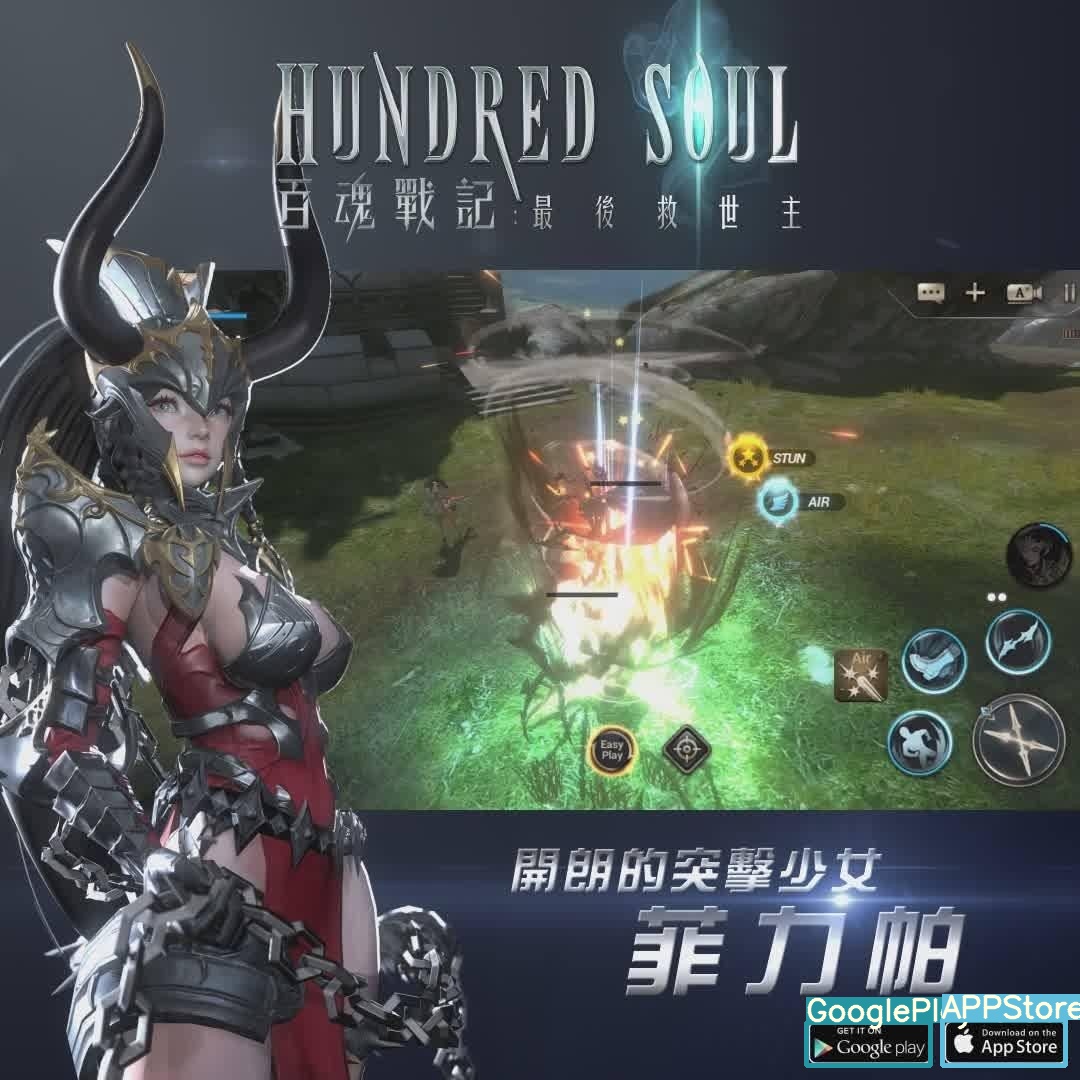 HUNDRED SOUL
百魂戰記:最後救世主
STUN
AIR
Air
Easy
Play
開朗的突擊少女
菲力帕
GooglePl
APPStore
GET IT ON
Google play
Download on the
App Store